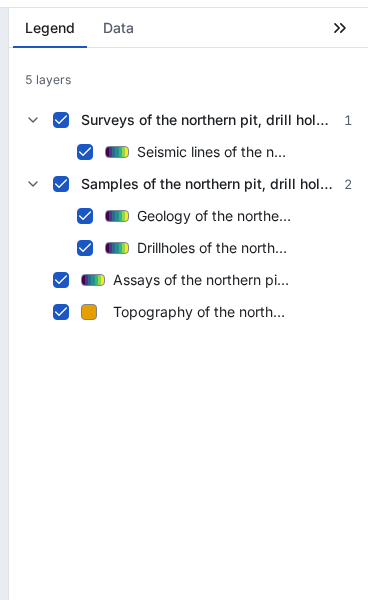 Legend Data
5 layers
Surveys of the northern pit, drill hol... 1
Seismic lines of the n...
Samples of the northern pit, drill hol... 2
Geology of the northe...
Drillholes of the north...
Assays of the northern pi...
Topography of the north...